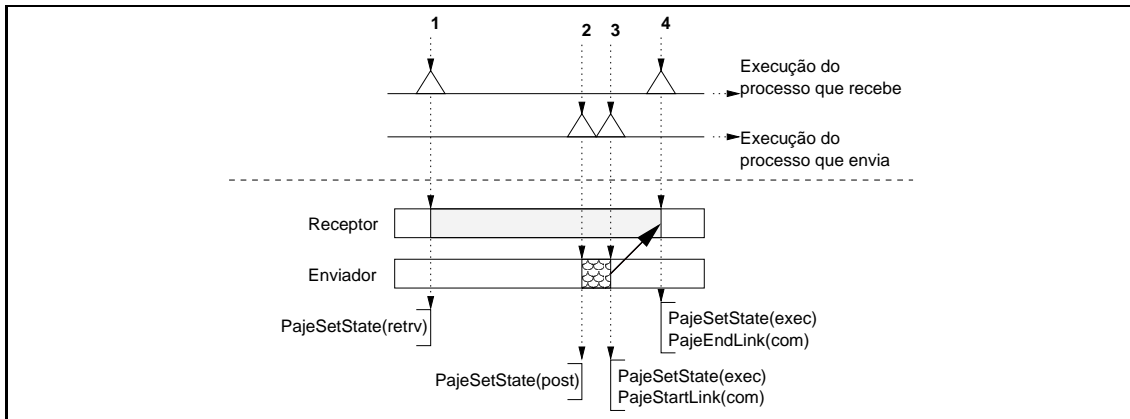 1
2
3
4
Execução do
processo que recebe
Execução do
processo que envia
Receptor
Enviador
PajeSetState(retrv)
PajeSetState(exec)
PajeEndLink(com)
PajeSetState(post)
PajeSetState(exec)
PajeStartLink(com)